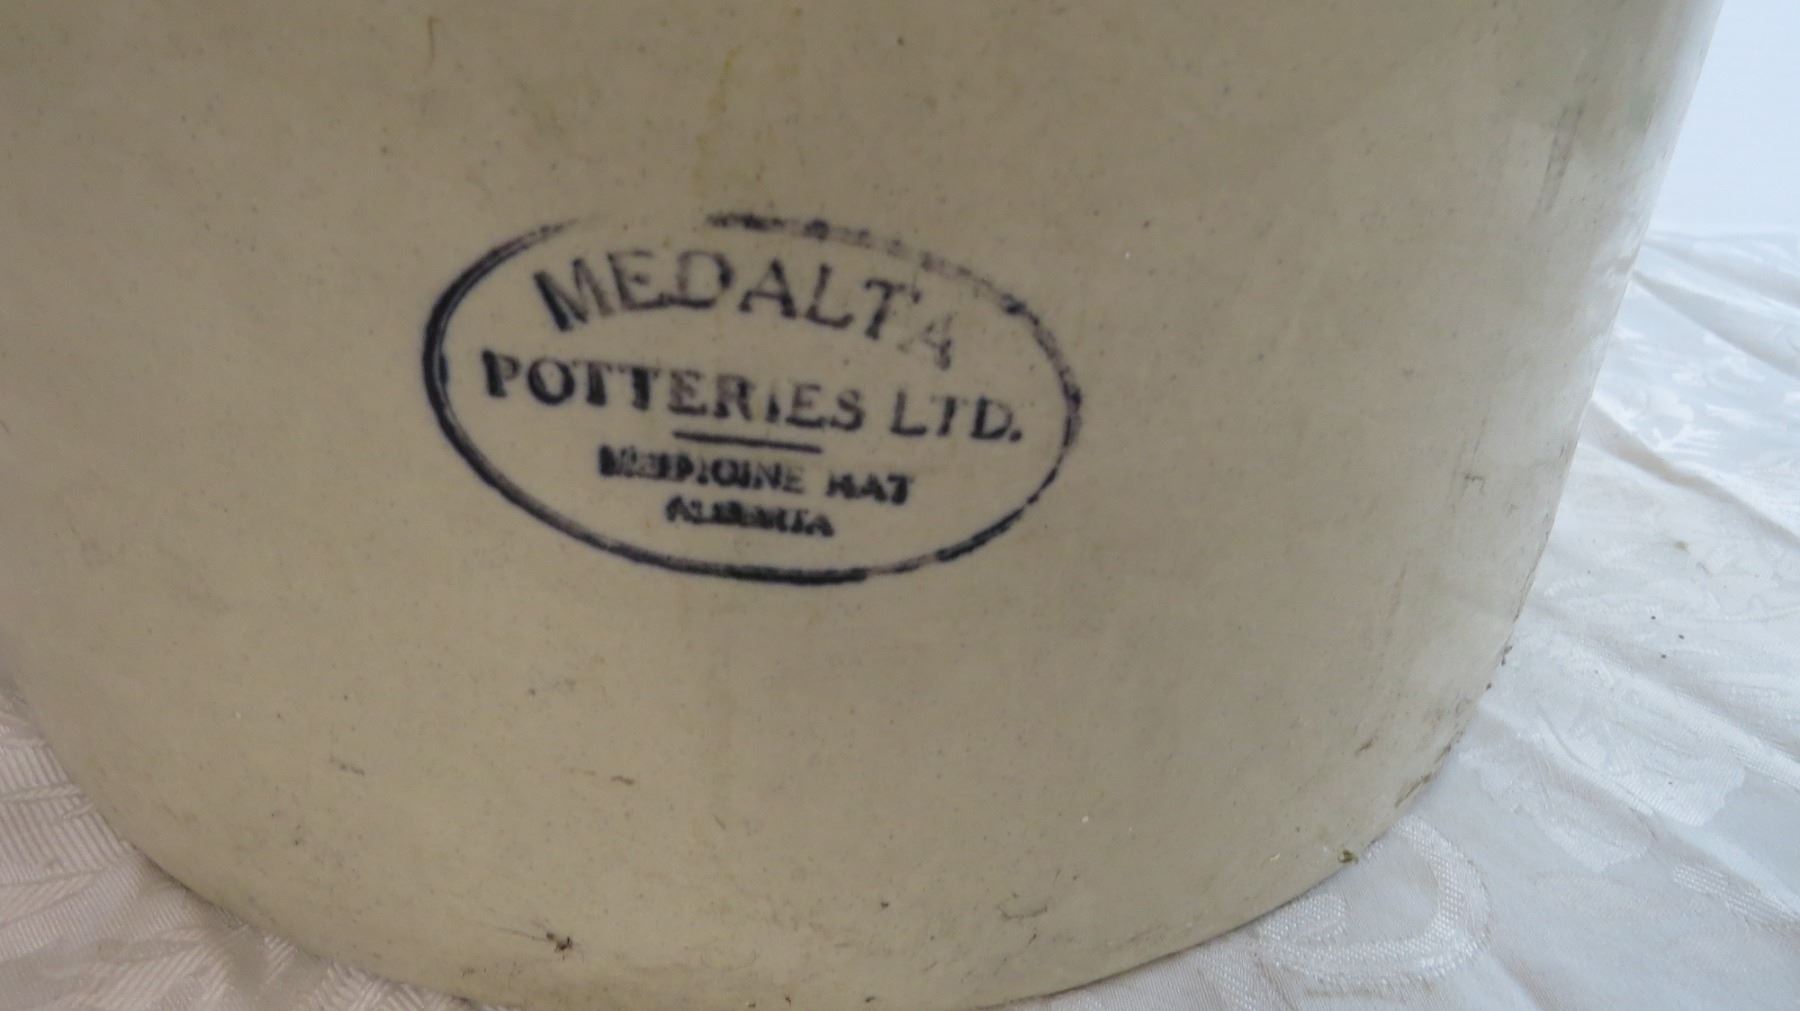 MEDALTA
POTTERIES LTD.
MEDICINE HAT
ALBERTA